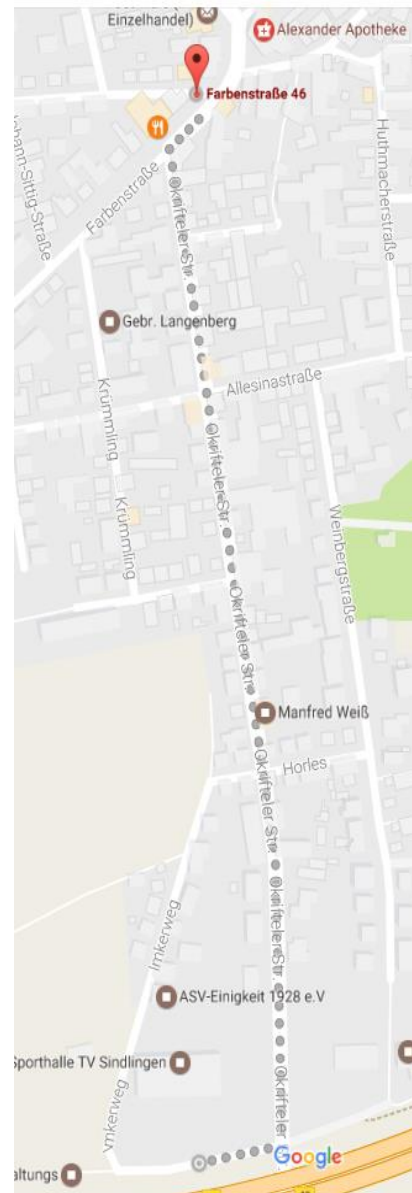 Einzelhandel)
Alexander Apotheke
Farbenstraße 46
Johann-Sittig-Straße
Huthmacherstraße
Farbenstraße
Okrifteler Str.
Gebr. Langenberg
Allesinastraße
Krümmling
Krümmling
Okrifteler Str.
Weinbergstraße
Okrifteler Str.
Manfred Weiß
Okrifteler Str.
Horles
Okrifteler Str.
Imkerweg
ASV-Einigkeit 1928 e.V
Sporthalle TV Sindlingen
Okrifteler
Imkerweg
Google
altungs